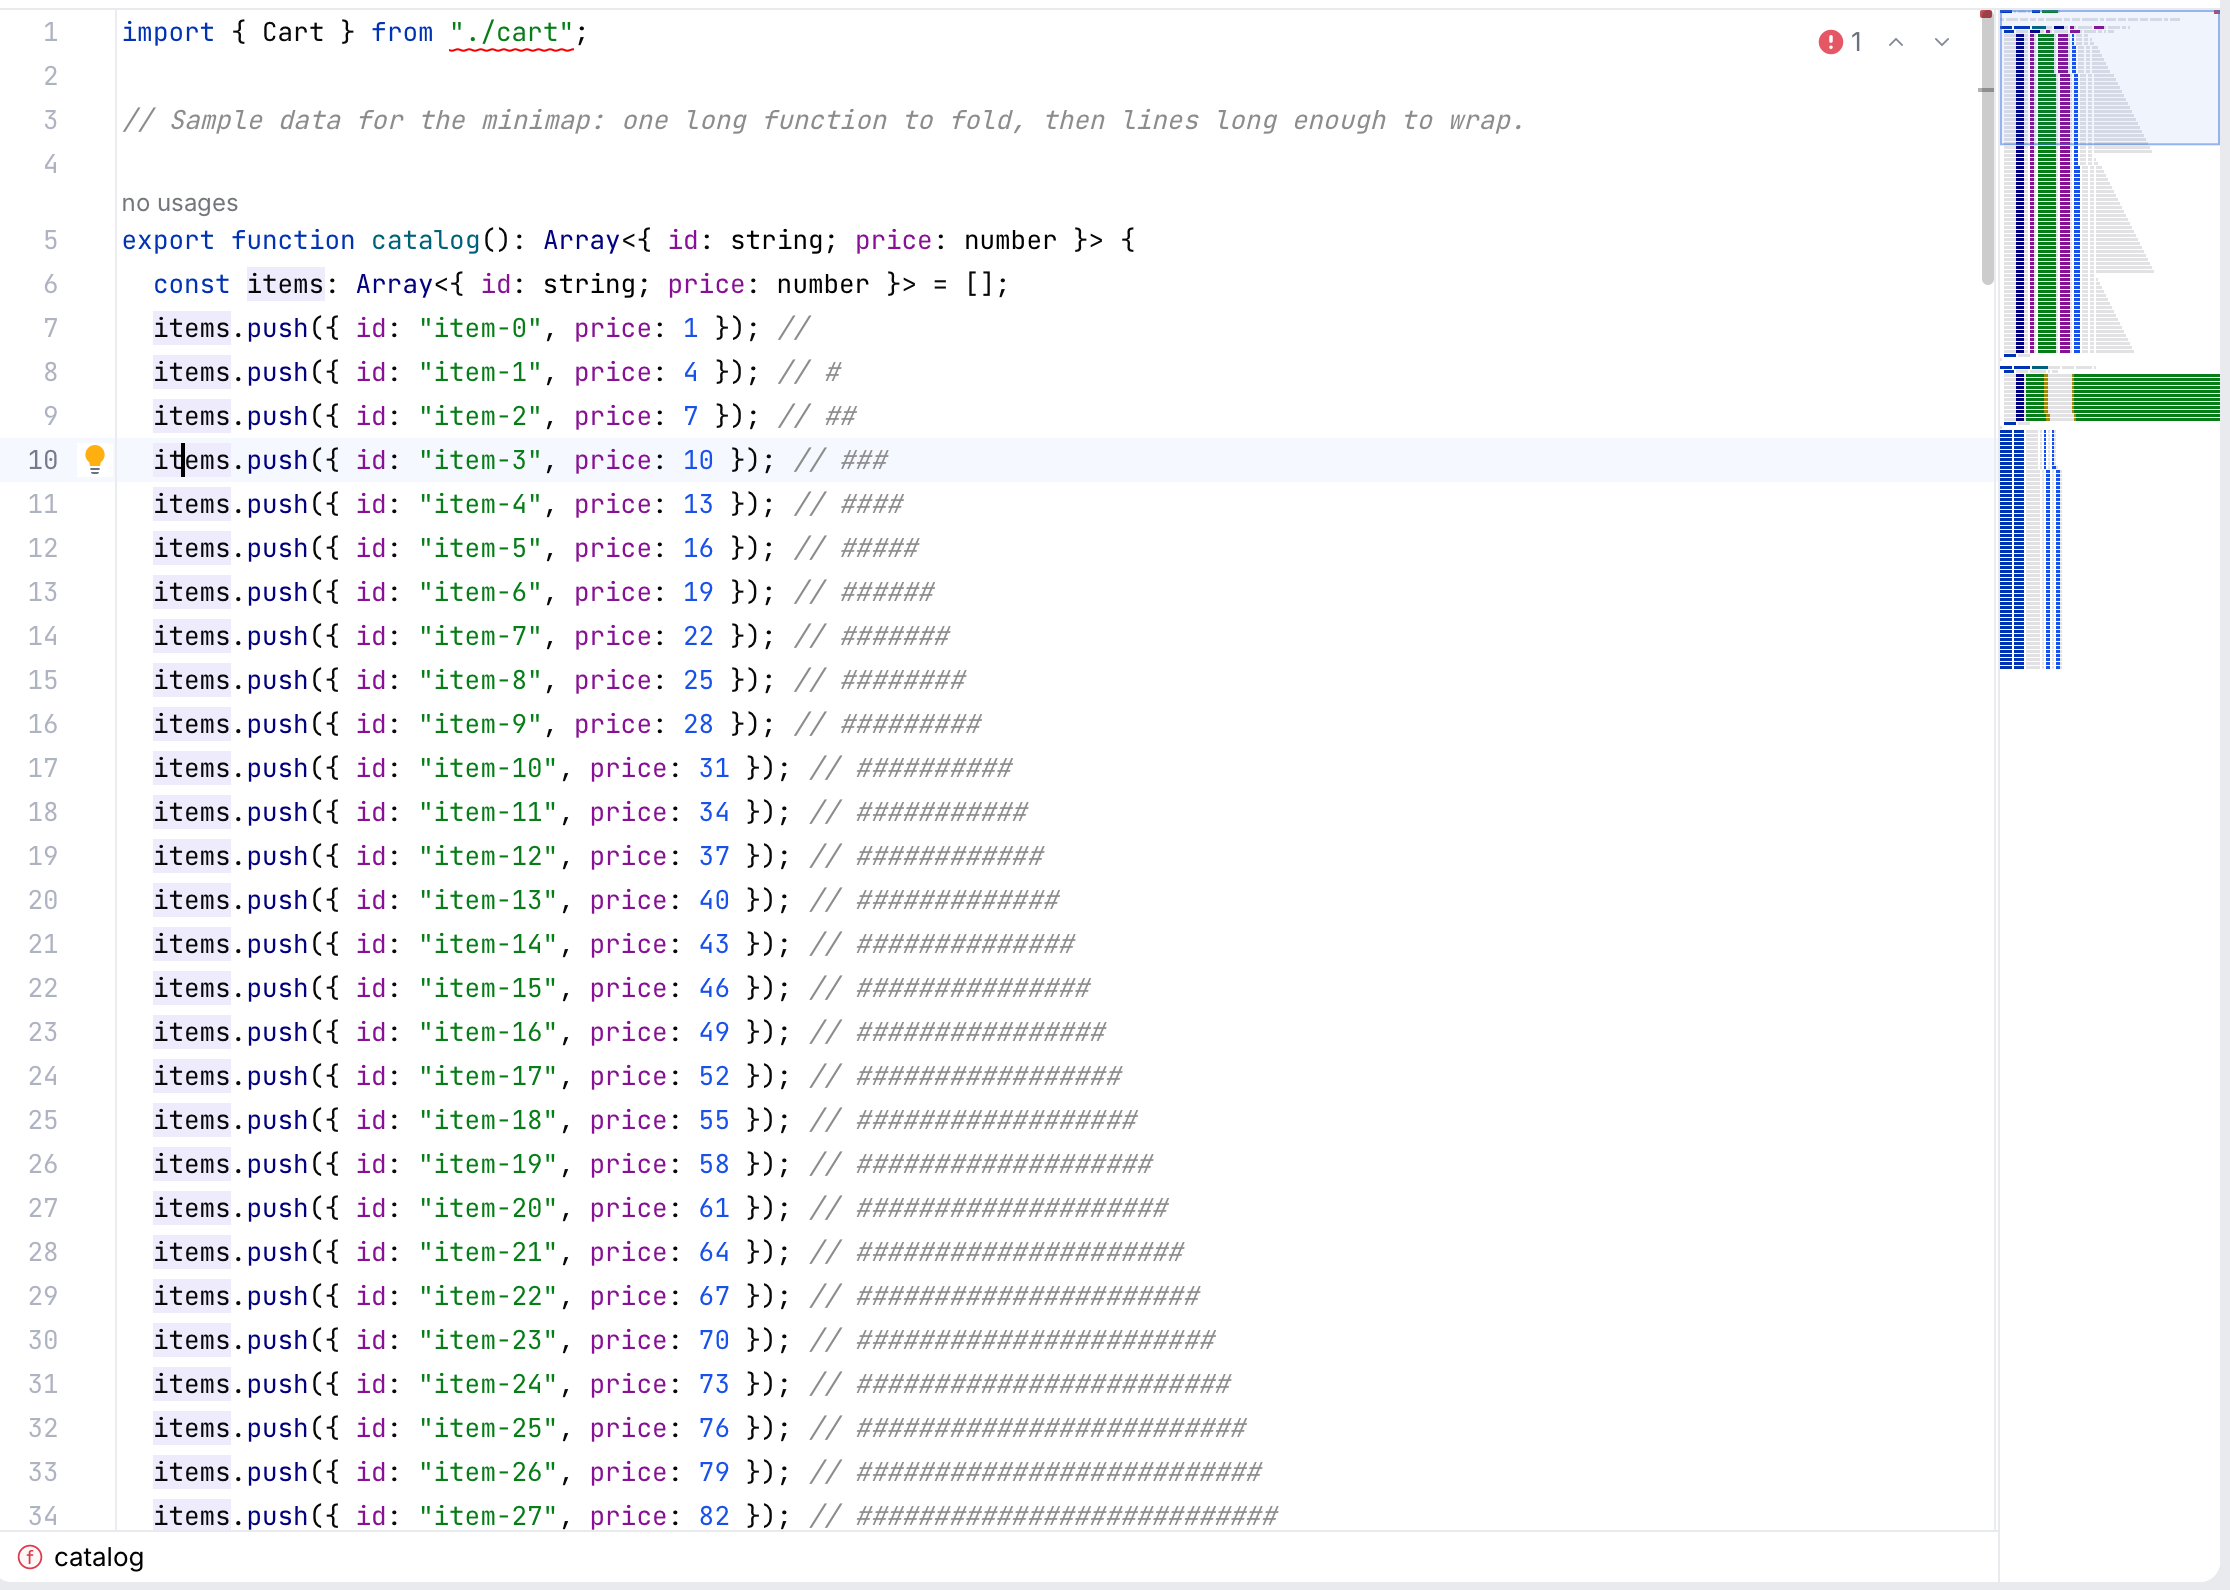 1 import { Cart } from "./cart"; 1
2
3 // Sample data for the minimap: one long function to fold, then lines long enough to wrap.
4
no usages
5 export function catalog(): Array<{ id: string; price: number }> {
6 const items: Array<{ id: string; price: number }> = [];
7 items.push({ id: "item-0", price: 1 }); //
8 items.push({ id: "item-1", price: 4 }); // #
9 items.push({ id: "item-2", price: 7 }); // ##
10 items.push({ id: "item-3", price: 10 }); // ###
11 items.push({ id: "item-4", price: 13 }); // ####
12 items.push({ id: "item-5", price: 16 }); // #####
13 items.push({ id: "item-6", price: 19 }); // ######
14 items.push({ id: "item-7", price: 22 }); // #######
15 items.push({ id: "item-8", price: 25 }); // ########
16 items.push({ id: "item-9", price: 28 }); // #########
17 items.push({ id: "item-10", price: 31 }); // ##########
18 items.push({ id: "item-11", price: 34 }); // ###########
19 items.push({ id: "item-12", price: 37 }); // ############
20 items.push({ id: "item-13", price: 40 }); // #############
21 items.push({ id: "item-14", price: 43 }); // ##############
22 items.push({ id: "item-15", price: 46 }); // ###############
23 items.push({ id: "item-16", price: 49 }); // ################
24 items.push({ id: "item-17", price: 52 }); // #################
25 items.push({ id: "item-18", price: 55 }); // ##################
26 items.push({ id: "item-19", price: 58 }); // ###################
27 items.push({ id: "item-20", price: 61 }); // ####################
28 items.push({ id: "item-21", price: 64 }); // #####################
29 items.push({ id: "item-22", price: 67 }); // ######################
30 items.push({ id: "item-23", price: 70 }); // #######################
31 items.push({ id: "item-24", price: 73 }); // ########################
32 items.push({ id: "item-25", price: 76 }); // #########################
33 items.push({ id: "item-26", price: 79 }); // ##########################
34 items.push({ id: "item-27", price: 82 }); // ###########################
f catalog